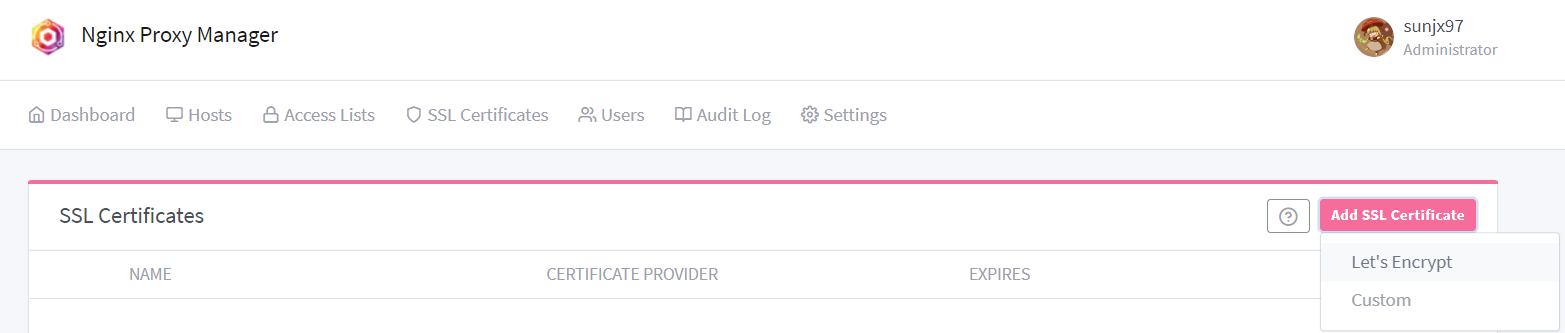 Nginx Proxy Manager
sunjx97
Administrator
Dashboard Hosts Access Lists SSL Certificates Users Audit Log Settings
SSL Certificates
Add SSL Certificate
NAME CERTIFICATE PROVIDER EXPIRES
Let's Encrypt
Custom